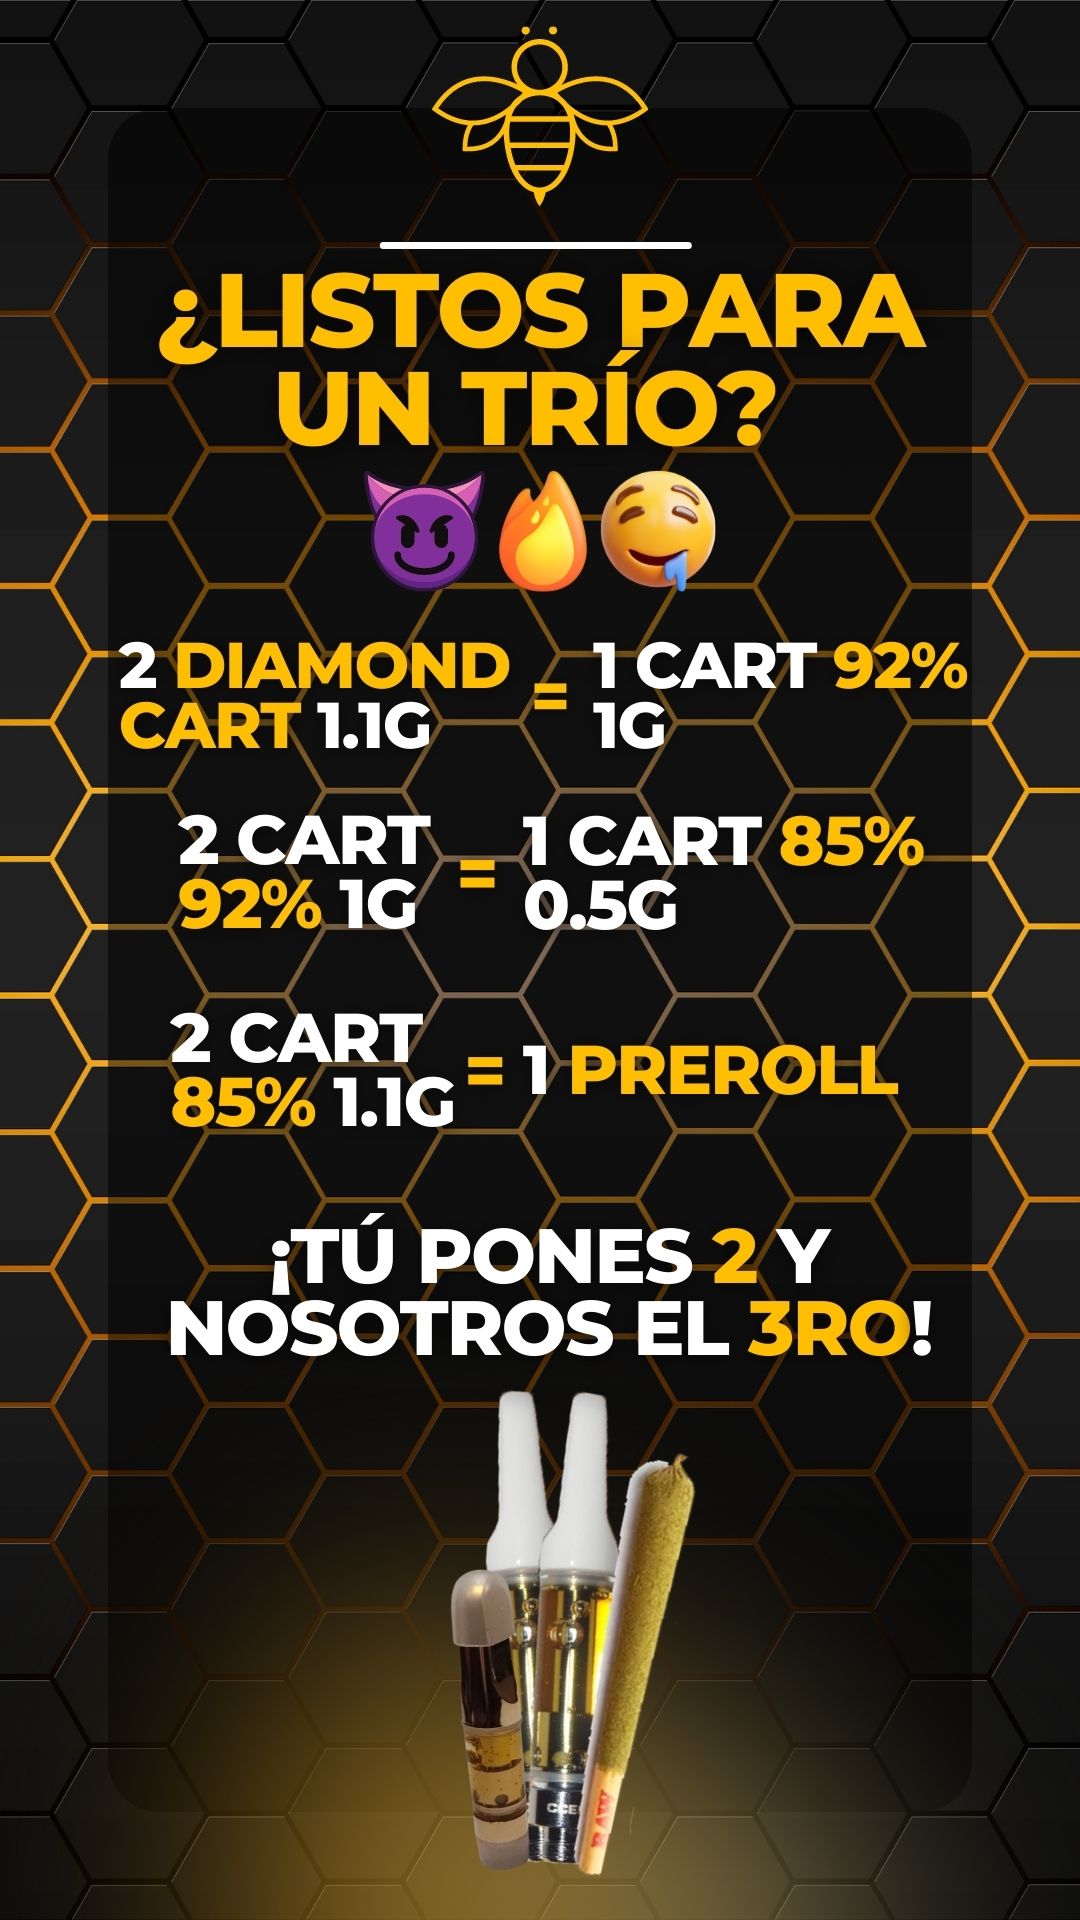 ¿LISTOS PARA
UN TRÍO?
2 DIAMOND
CART 1.1G
=
1 CART 92%
1G
2 CART
92% 1G
=
1 CART 85%
0.5G
2 CART
85% 1.1G
=
1 PREROLL
¡TÚ PONES 2 Y
NOSOTROS EL 3RO!
RAW